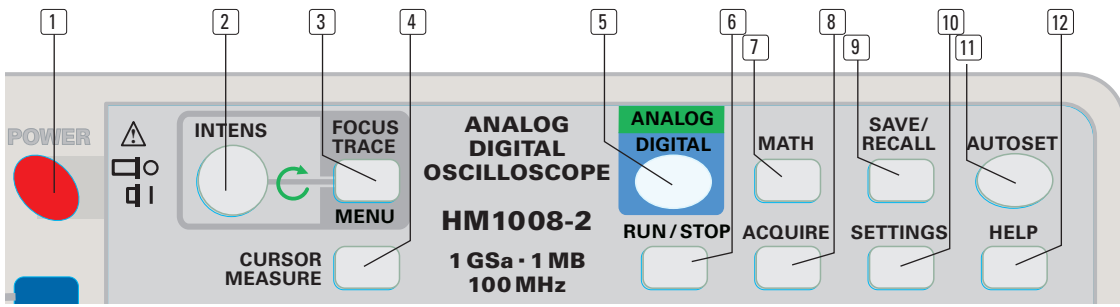 1 2 3 4 5 6 7 8 9 10 11 12
POWER
INTENS
FOCUS
TRACE
MENU
CURSOR
MEASURE
ANALOG
DIGITAL
OSCILLOSCOPE
HM1008-2
1 GSa · 1 MB
100 MHz
ANALOG
DIGITAL
RUN / STOP
MATH
ACQUIRE
SAVE/
RECALL
SETTINGS
AUTOSET
HELP